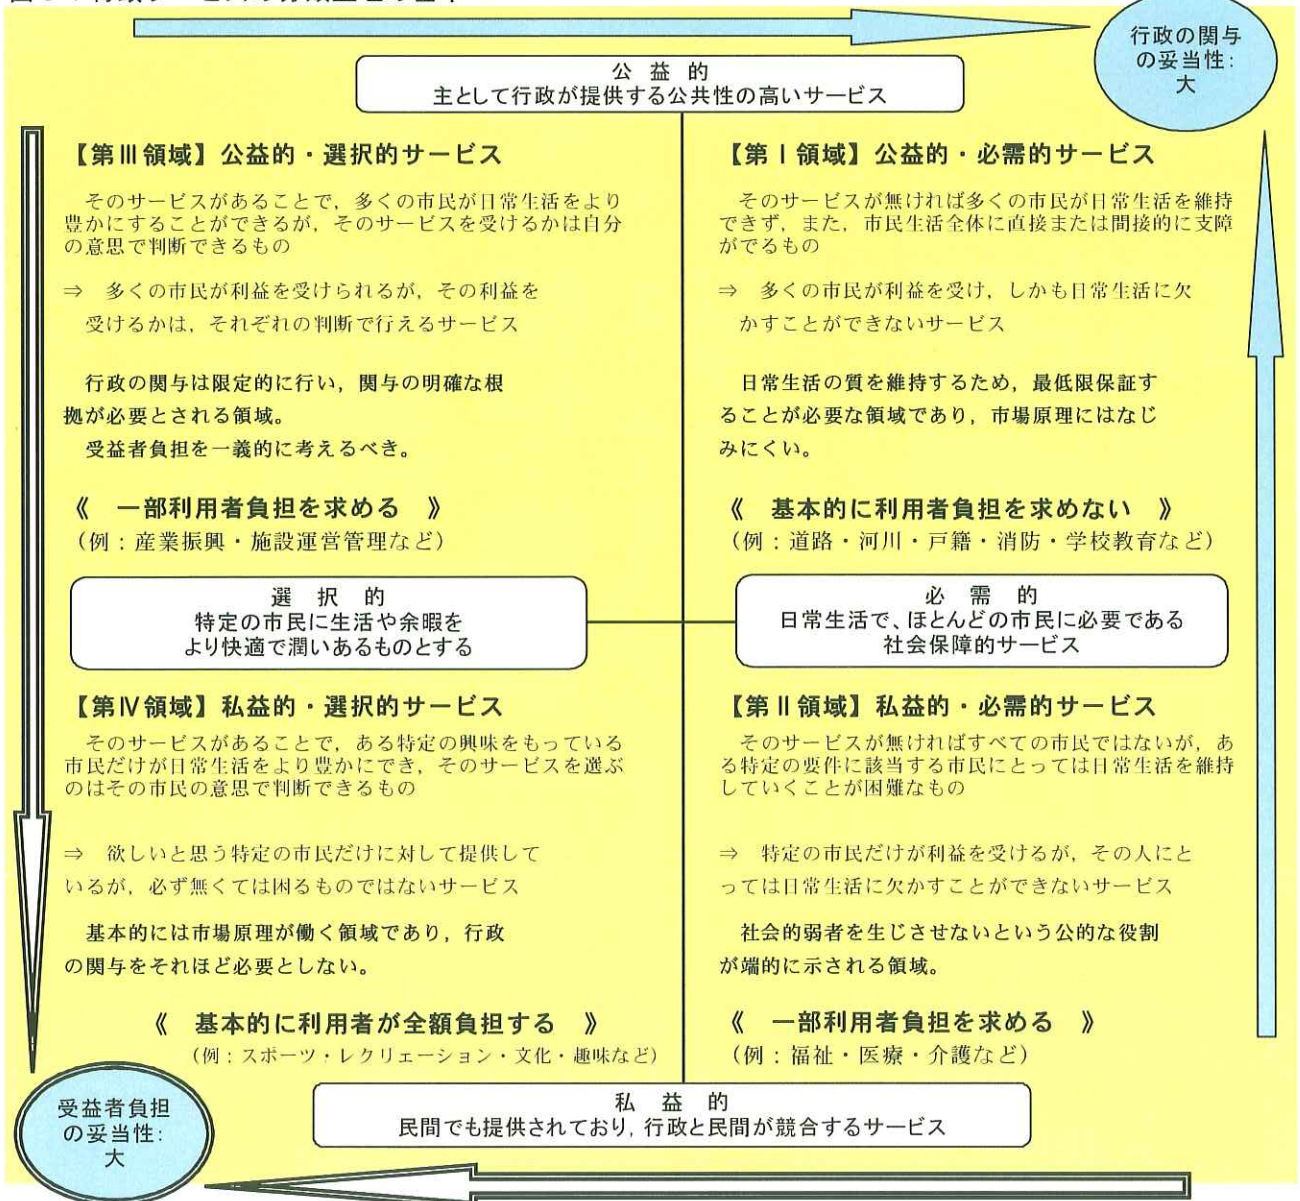 行政の関与
の妥当性:
大
公 益 的
主として行政が提供する公共性の高いサービス
【第Ⅲ領域】公益的・選択的サービス
そのサービスがあることで，多くの市民が日常生活をより
豊かにすることができるが，そのサービスを受けるかは自分
の意思で判断できるもの
⇒ 多くの市民が利益を受けられるが，その利益を
受けるかは，それぞれの判断で行えるサービス
行政の関与は限定的に行い，関与の明確な根
拠が必要とされる領域。
受益者負担を一義的に考えるべき。
《 一部利用者負担を求める 》
（例：産業振興・施設運営管理など）
【第Ⅰ領域】公益的・必需的サービス
そのサービスが無ければ多くの市民が日常生活を維持
できず，また，市民生活全体に直接または間接的に支障
がでるもの
⇒ 多くの市民が利益を受け，しかも日常生活に欠
かすことができないサービス
日常生活の質を維持するため，最低限保証す
ることが必要な領域であり，市場原理にはなじ
みにくい。
《 基本的に利用者負担を求めない 》
（例：道路・河川・戸籍・消防・学校教育など）
選 択 的
特定の市民に生活や余暇を
より快適で潤いあるものとする
必 需 的
日常生活で、ほとんどの市民に必要である
社会保障的サービス
【第Ⅳ領域】私益的・選択的サービス
そのサービスがあることで，ある特定の興味をもっている
市民だけが日常生活をより豊かにでき，そのサービスを選ぶ
のはその市民の意思で判断できるもの
⇒ 欲しいと思う特定の市民だけに対して提供して
いるが，必ず無くては困るものではないサービス
基本的には市場原理が働く領域であり，行政
の関与をそれほど必要としない。
《 基本的に利用者が全額負担する 》
（例：スポーツ・レクリエーション・文化・趣味など）
【第Ⅱ領域】私益的・必需的サービス
そのサービスが無ければすべての市民ではないが，あ
る特定の要件に該当する市民にとっては日常生活を維持
していくことが困難なもの
⇒ 特定の市民だけが利益を受けるが，その人にと
っては日常生活に欠かすことができないサービス
社会的弱者を生じさせないという公的な役割
が端的に示される領域。
《 一部利用者負担を求める 》
（例：福祉・医療・介護など）
受益者負担
の妥当性:
大
私 益 的
民間でも提供されており，行政と民間が競合するサービス